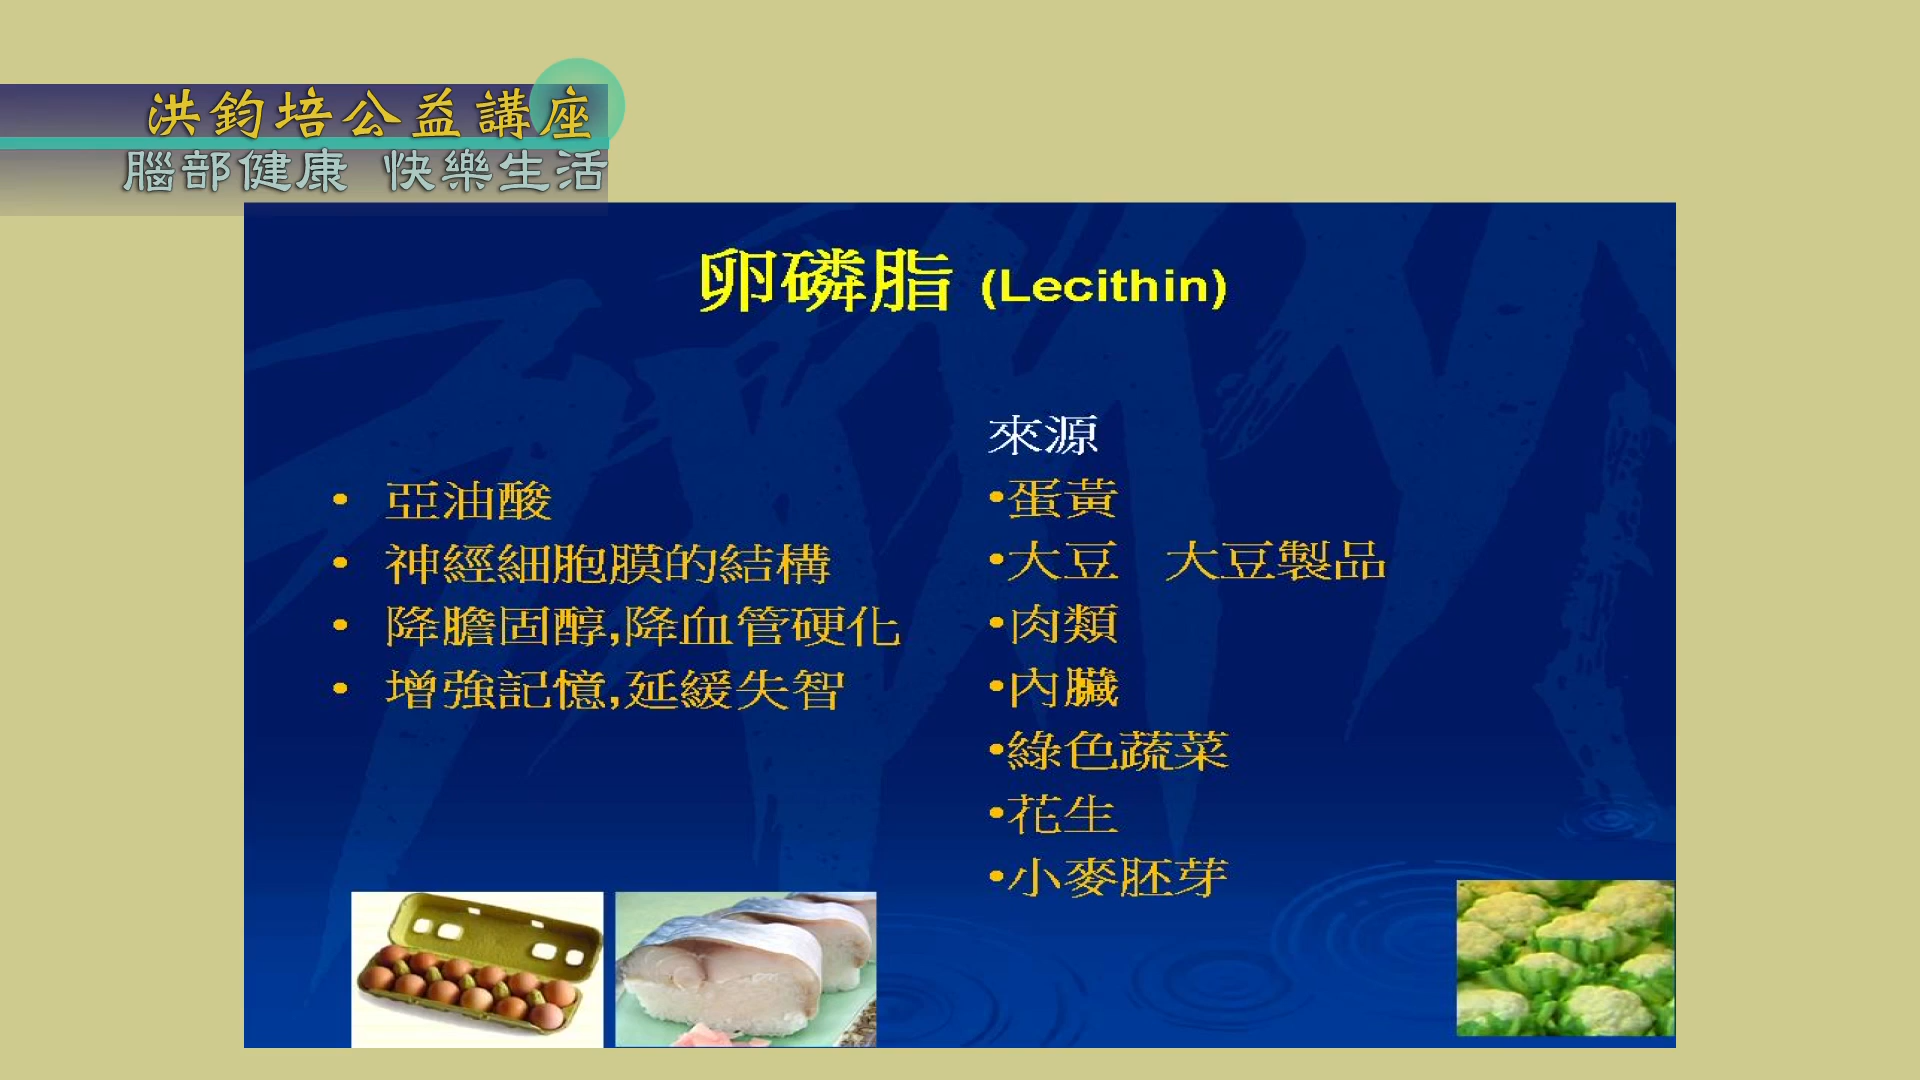 洪鈞培公益講座
腦部健康 快樂生活
卵磷脂 (Lecithin)
• 亞油酸
• 神經細胞膜的結構
• 降膽固醇,降血管硬化
• 增強記憶,延緩失智
來源
•蛋黃
•大豆 大豆製品
•肉類
•內臟
•綠色蔬菜
•花生
•小麥胚芽